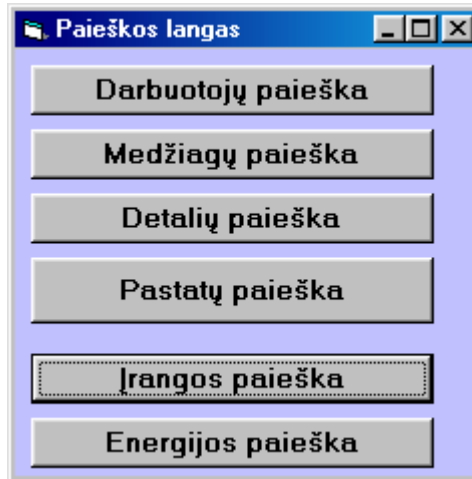 Paieškos langas
Darbuotojų paieška
Medžiagų paieška
Detalių paieška
Pastatų paieška
Įrangos paieška
Energijos paieška